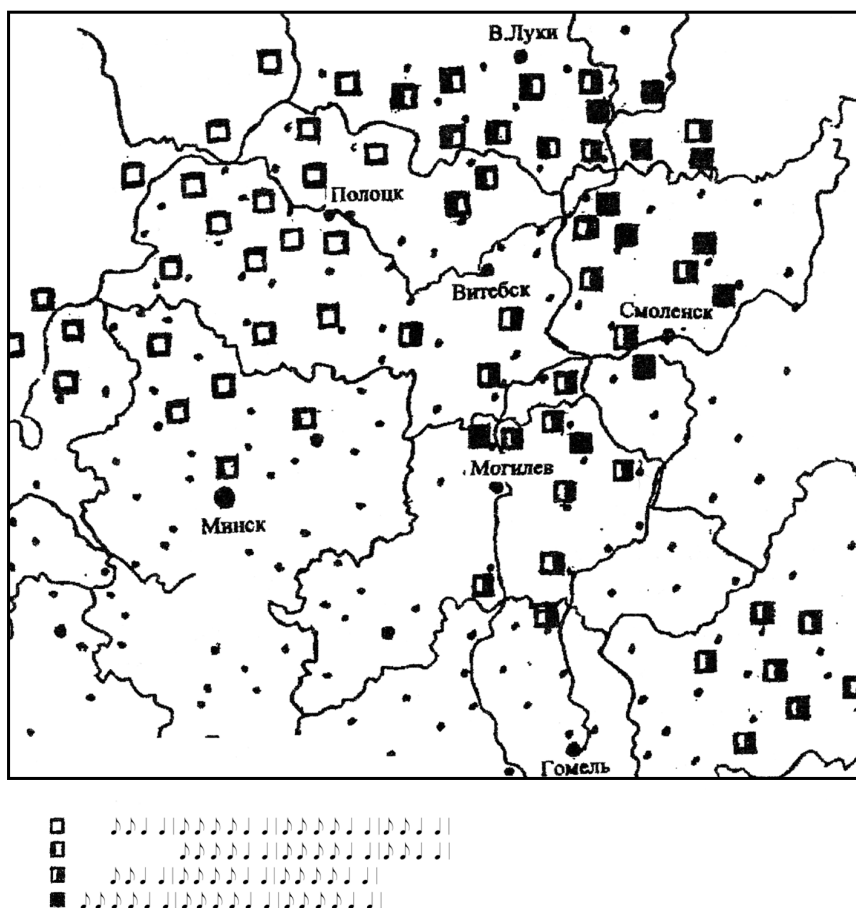 В.Луки
Полоцк
Витебск
Смоленск
Могилев
Минск
Гомель